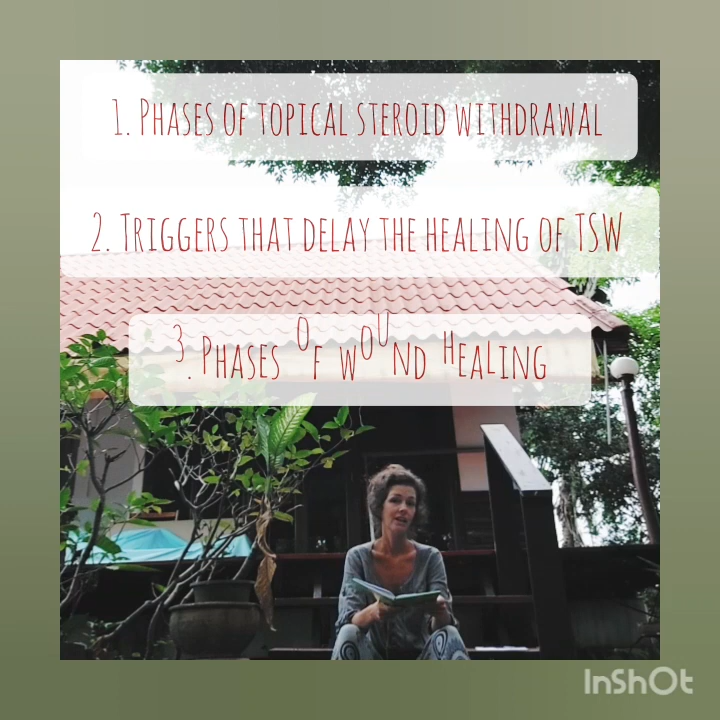 1. Phases of topical steroid withdrawal
2. Triggers that delay the healing of TSW
3. Phases Of wOUnd Healing
InShOt